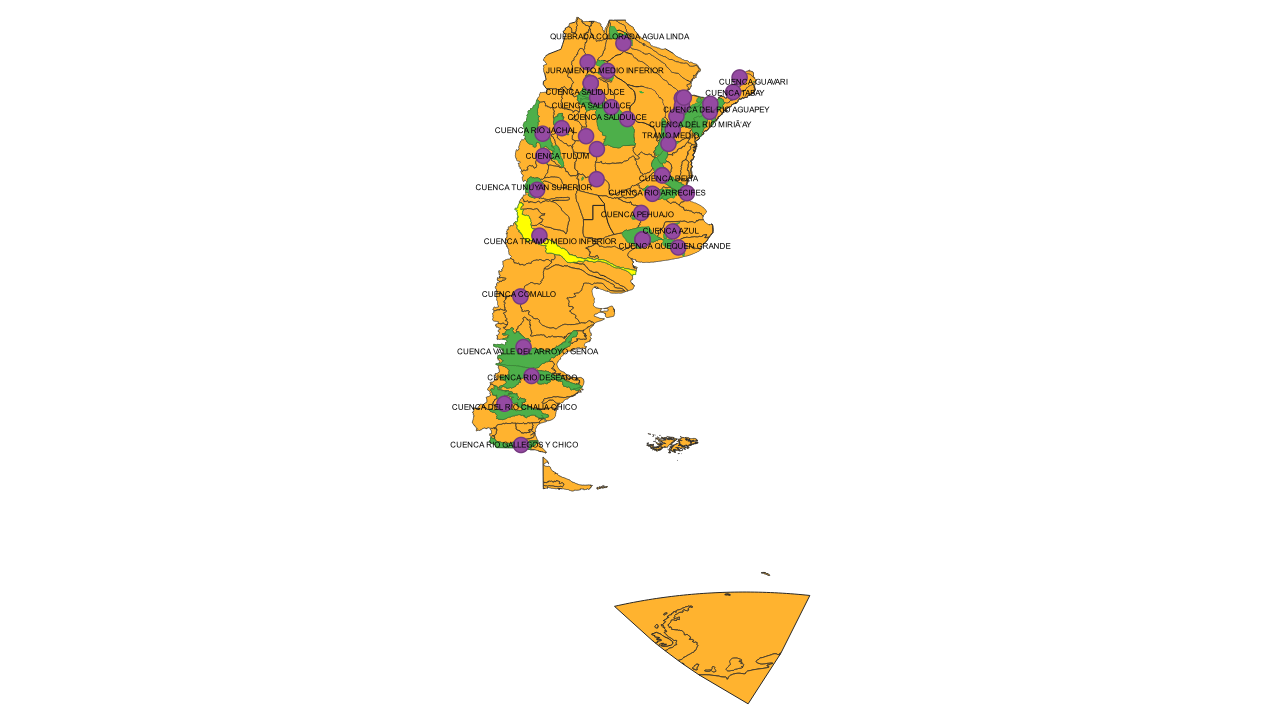 QUEBRADA COLORADA AGUA LINDA
JURAMENTO MEDIO INFERIOR
CUENCA GUAVARI
CUENCA SALIDULCE
CUENCA TABAY
CUENCA SALIDULCE
CUENCA DEL RIO AGUAPEY
CUENCA SALIDULCE
CUENCA DEL RIO MIRIÃ'AY
CUENCA RIO JACHAL
TRAMO MEDIO
CUENCA TULUM
CUENCA DELTA
CUENCA TUNUYAN SUPERIOR
CUENCA RIO ARRECIFES
CUENCA PEHUAJO
CUENCA AZUL
CUENCA TRAMO MEDIO INFERIOR
CUENCA QUEQUEN GRANDE
CUENCA COMALLO
CUENCA VALLE DEL ARROYO GENOA
CUENCA RIO DESEADO
CUENCA DEL RIO CHALIA CHICO
CUENCA RIO GALLEGOS Y CHICO